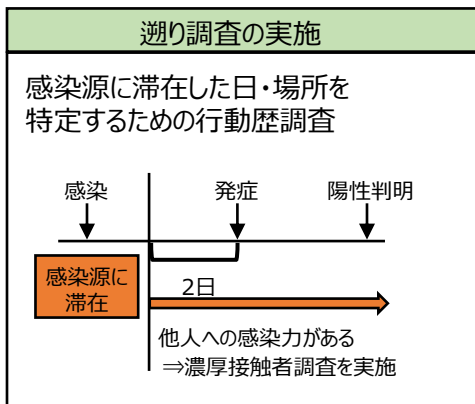 遡り調査の実施
感染源に滞在した日・場所を
特定するための行動歴調査
感染
発症
陽性判明
感染源に
滞在
2日
他人への感染力がある
⇒濃厚接触者調査を実施